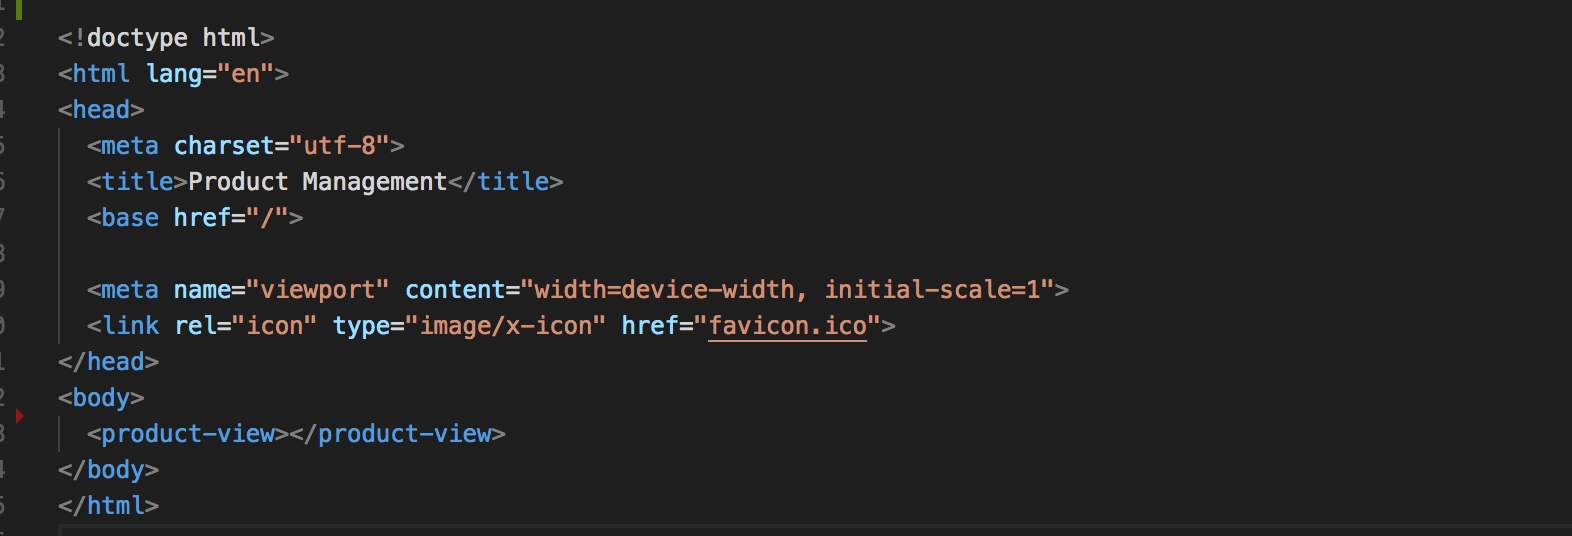 <!doctype html>
<html lang="en">
<head>
<meta charset="utf-8">
<title>Product Management</title>
<base href="/">
<meta name="viewport" content="width=device-width, initial-scale=1">
<link rel="icon" type="image/x-icon" href="favicon.ico">
</head>
<body>
<product-view></product-view>
</body>
</html>